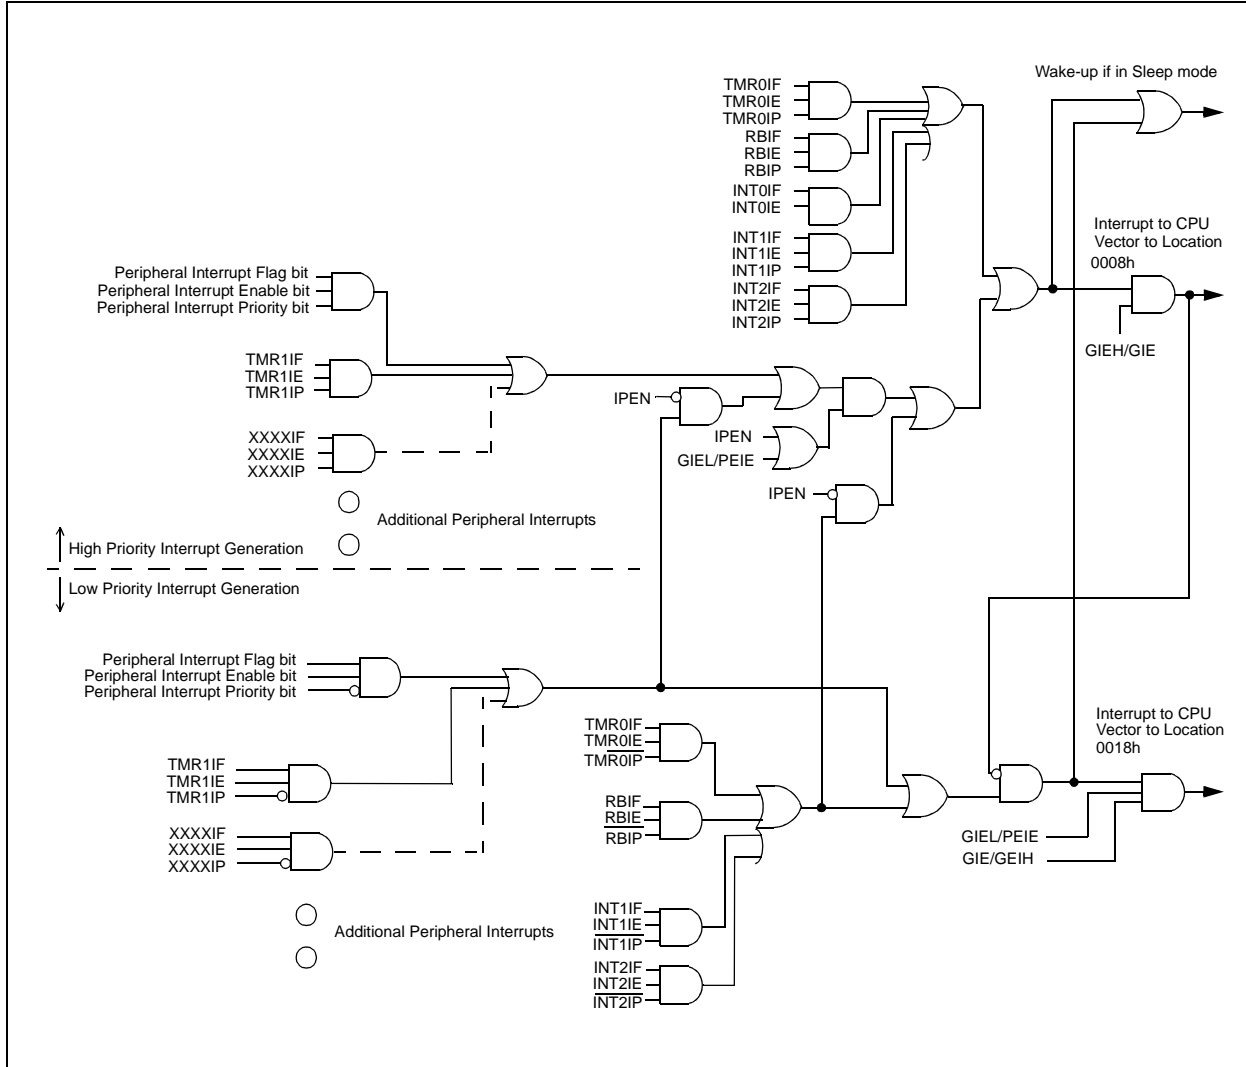 Wake-up if in Sleep mode
TMR0IF
TMR0IE
TMR0IP
RBIF
RBIE
RBIP
INT0IF
INT0IE
INT1IF
INT1IE
INT1IP
INT2IF
INT2IE
INT2IP
Interrupt to CPU
Vector to Location
0008h
GIEH/GIE
Peripheral Interrupt Flag bit
Peripheral Interrupt Enable bit
Peripheral Interrupt Priority bit
TMR1IF
TMR1IE
TMR1IP
XXXXIF
XXXXIE
XXXXIP
IPEN
IPEN
GIEL/PEIE
IPEN
Additional Peripheral Interrupts
High Priority Interrupt Generation
Low Priority Interrupt Generation
Peripheral Interrupt Flag bit
Peripheral Interrupt Enable bit
Peripheral Interrupt Priority bit
TMR1IF
TMR1IE
TMR1IP
XXXXIF
XXXXIE
XXXXIP
Additional Peripheral Interrupts
TMR0IF
TMR0IE
TMR0IP
RBIF
RBIE
RBIP
INT1IF
INT1IE
INT1IP
INT2IF
INT2IE
INT2IP
Interrupt to CPU
Vector to Location
0018h
GIEL/PEIE
GIE/GEIH